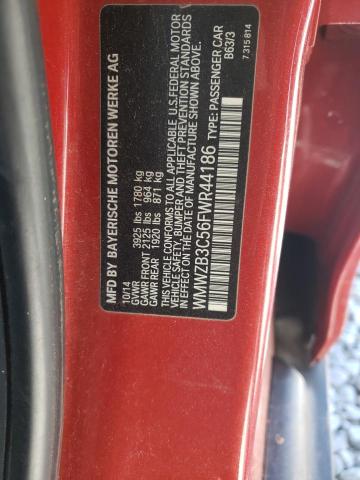 MFD BY BAYERISCHE MOTOREN WERKE AG
10/14
GVWR 3925 lbs 1780 kg
GAWR FRONT 2125 lbs 964 kg
GAWR REAR 1920 lbs 871 kg
THIS VEHICLE CONFORMS TO ALL APPLICABLE U.S.FEDERAL MOTOR
VEHICLE SAFETY, BUMPER, AND THEFT PREVENTION STANDARDS
IN EFFECT ON THE DATE OF MANUFACTURE SHOWN ABOVE.
WMWZB3C56FWR44186 TYPE: PASSENGER CAR
B63/3
7 315 814